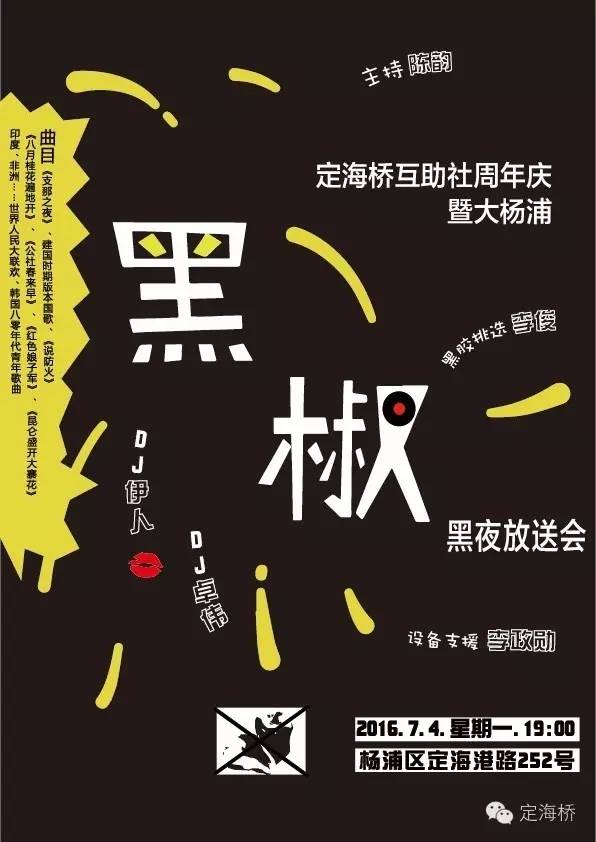 主持 陈韵
定海桥互助社周年庆
暨大杨浦
黑椒
黑胶挑选 李俊
黑夜放送会
DJ伊人
DJ卓伟
设备支援 李政勋
曲目《支那之夜》、建国时期版本国歌、《说防火》
《八月桂花遍地开》、《公社春来早》、《红色娘子军》、《昆仑盛开大寨花》
印度、非洲……世界人民大联欢、韩国八零年代青年歌曲
2016.7.4.星期一.19:00
杨浦区定海港路252号
定海桥